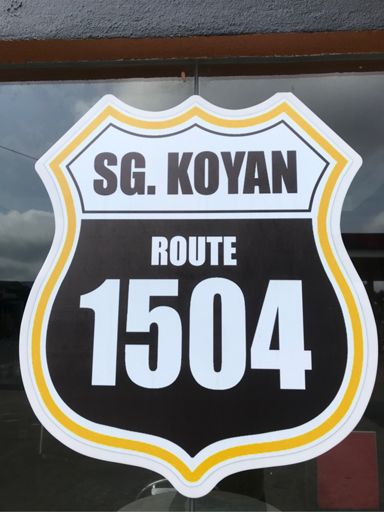 SG. KOYAN
ROUTE
1504